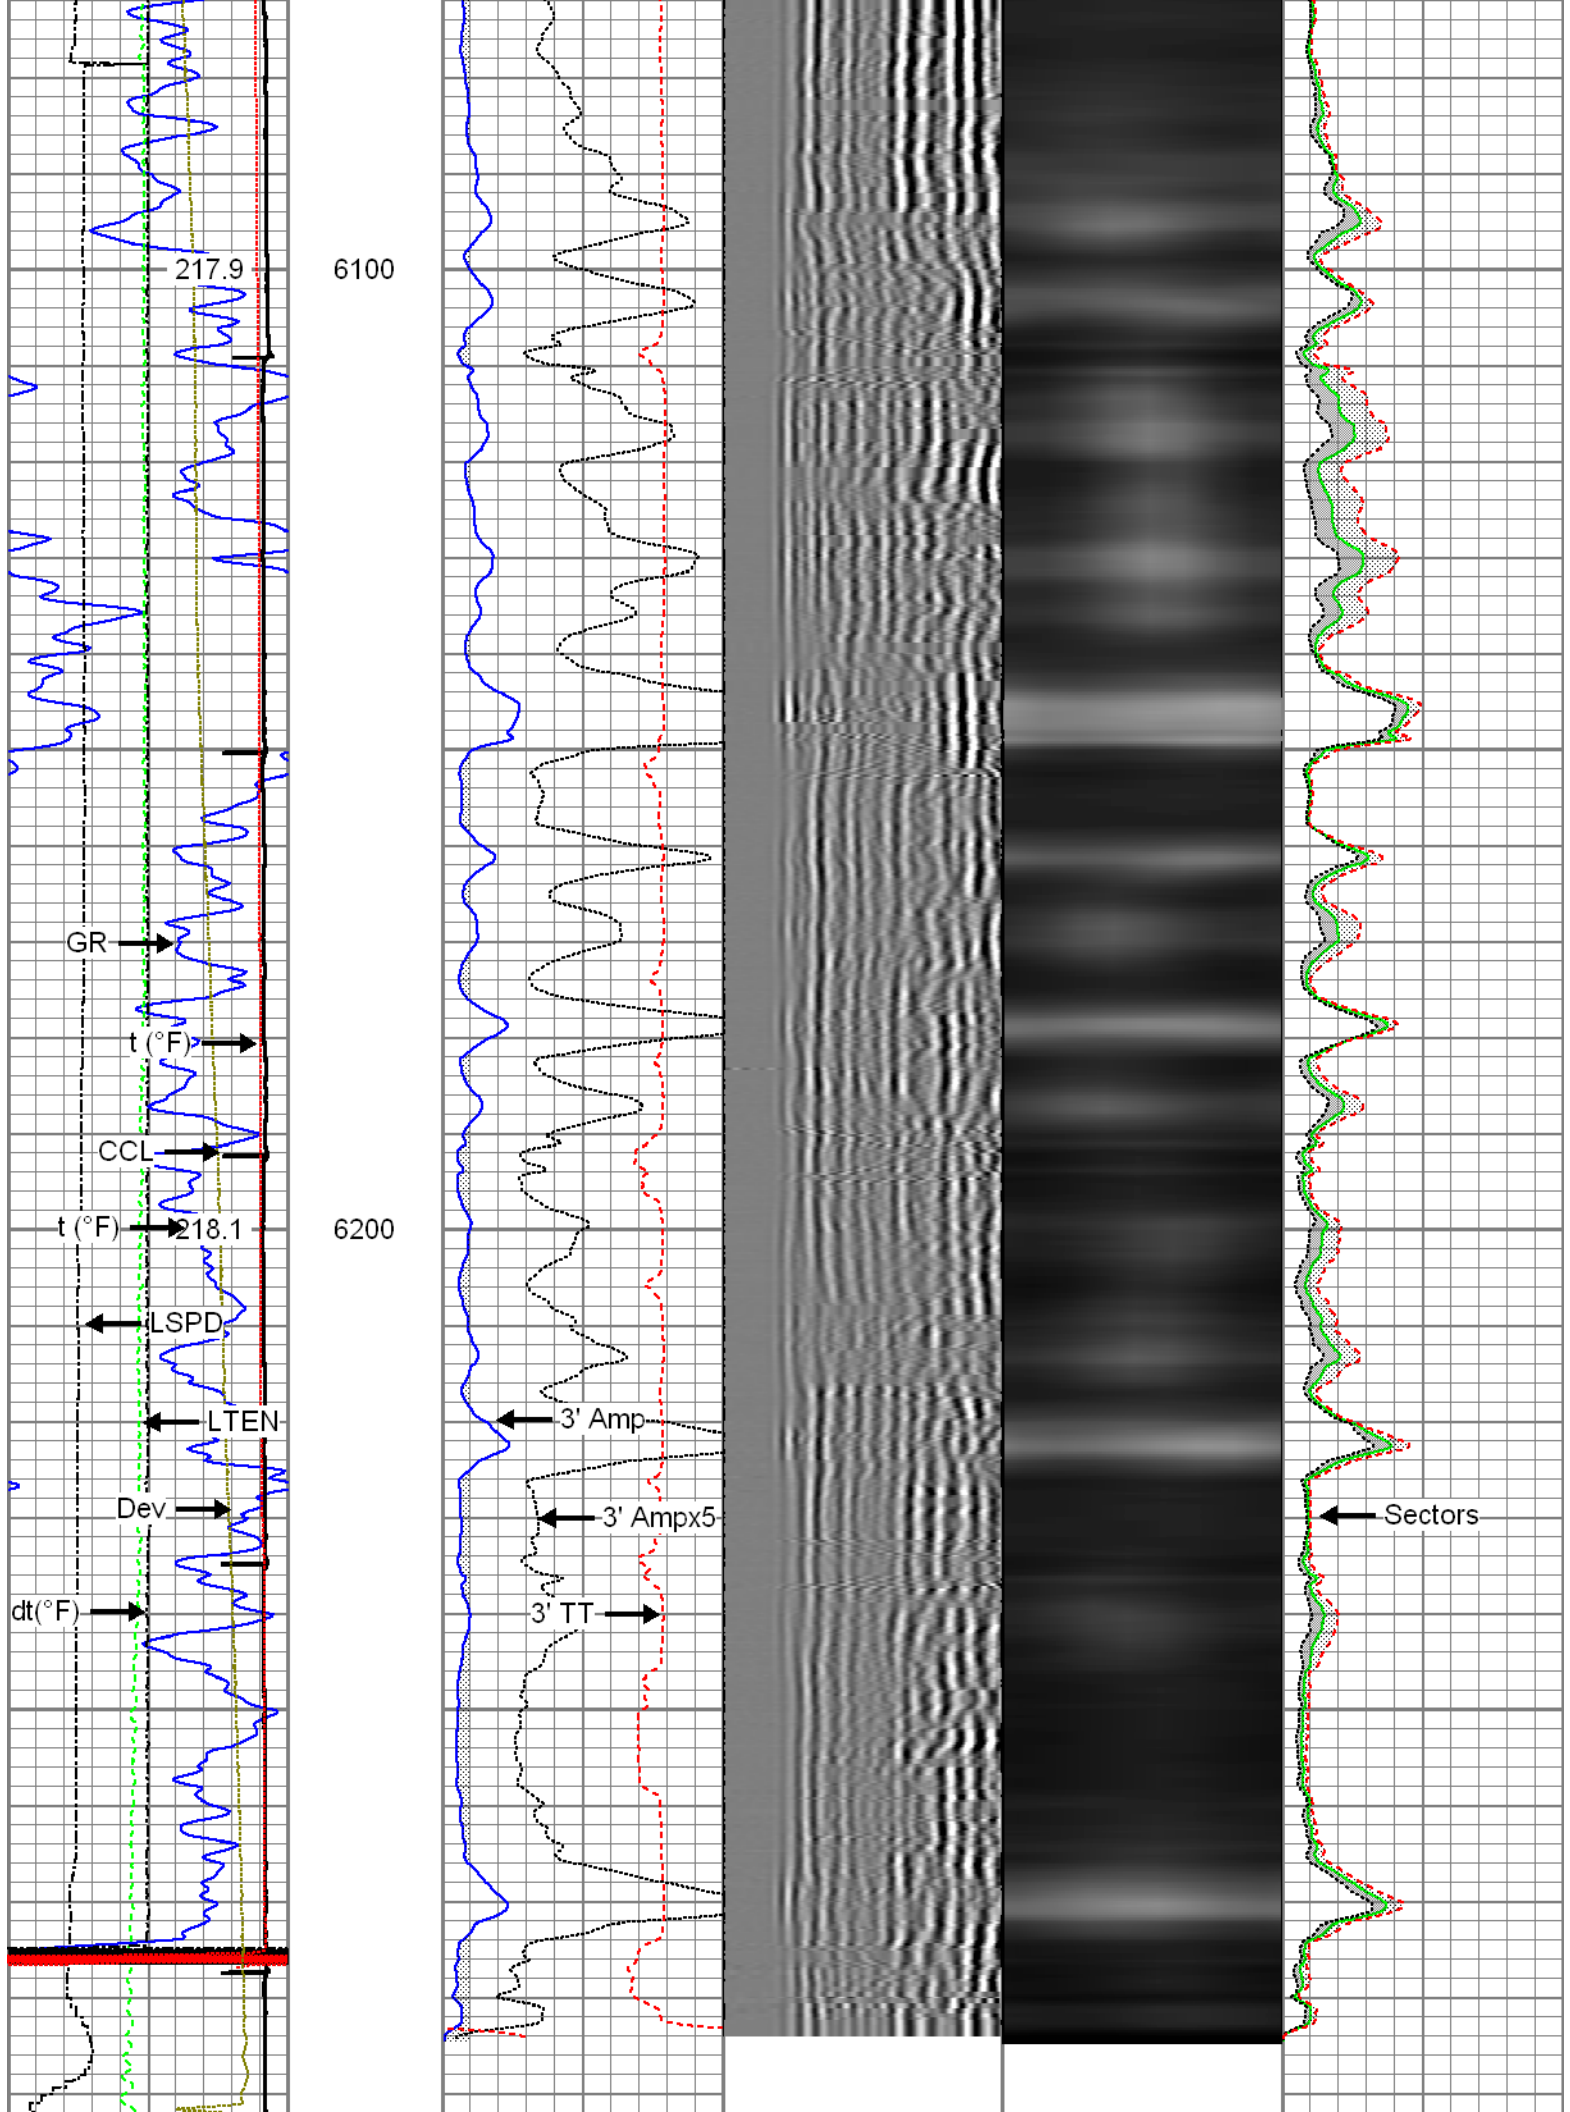 217.9
6100
GR
t (°F)
CCL
t (°F)
218.1
6200
LSPD
LTEN
3' Amp
Dev
3' Ampx5
Sectors
dt(°F)
3' TT